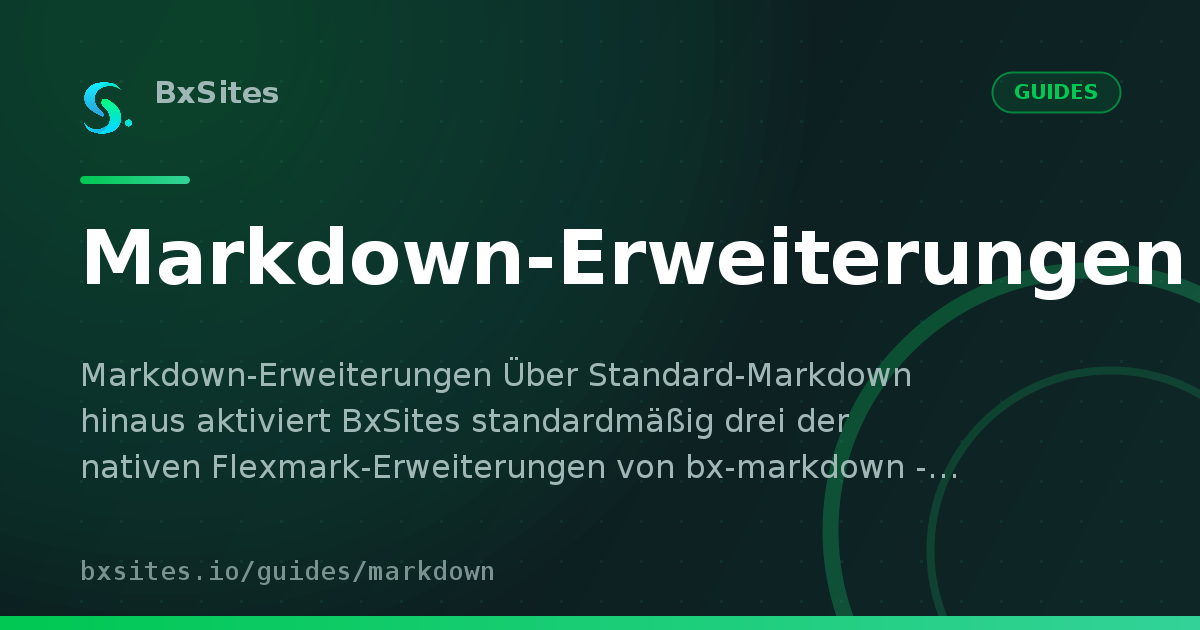 BxSites
GUIDES
Markdown-Erweiterungen
Markdown-Erweiterungen Über Standard-Markdown
hinaus aktiviert BxSites standardmäßig drei der
nativen Flexmark-Erweiterungen von bx-markdown -…
bxsites.io/guides/markdown